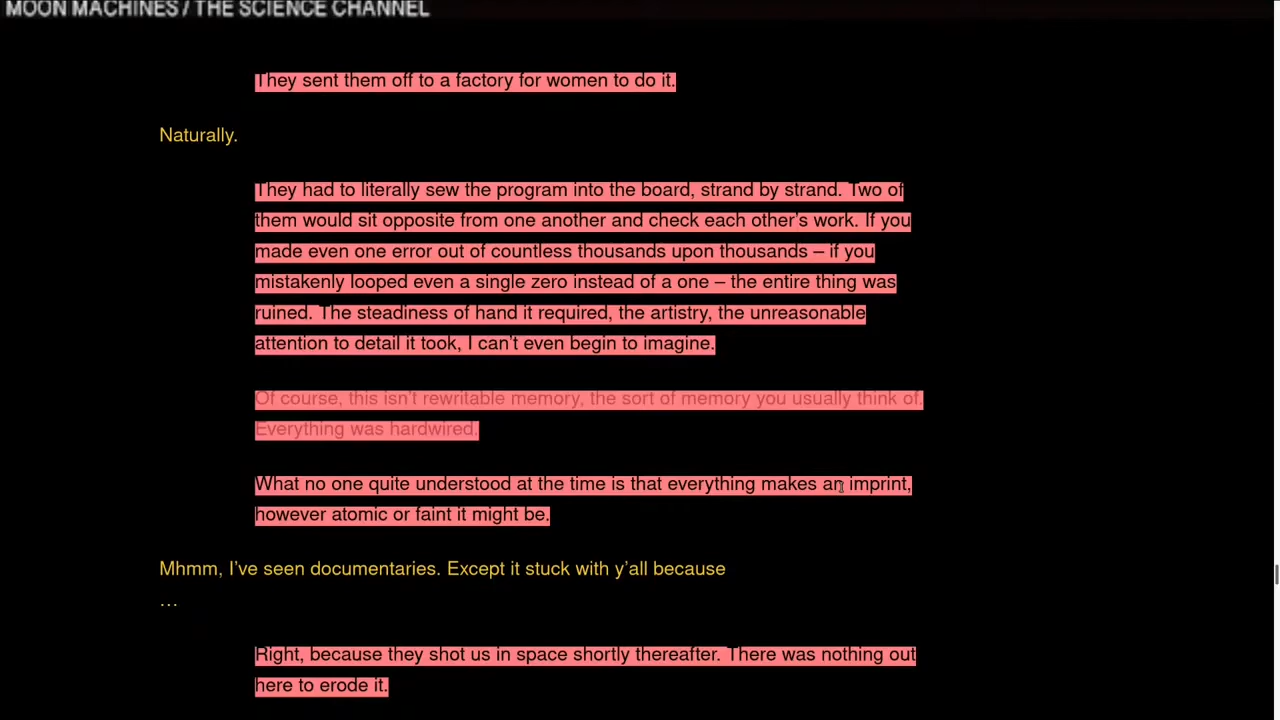 MOON MACHINES / THE SCIENCE CHANNEL
They sent them off to a factory for women to do it.
Naturally.
They had to literally sew the program into the board, strand by strand. Two of
them would sit opposite from one another and check each other’s work. If you
made even one error out of countless thousands upon thousands – if you
mistakenly looped even a single zero instead of a one – the entire thing was
ruined. The steadiness of hand it required, the artistry, the unreasonable
attention to detail it took, I can’t even begin to imagine.
Of course, this isn’t rewritable memory, the sort of memory you usually think of.
Everything was hardwired.
What no one quite understood at the time is that everything makes an imprint,
however atomic or faint it might be.
Mhmm, I’ve seen documentaries. Except it stuck with y’all because
…
Right, because they shot us in space shortly thereafter. There was nothing out
here to erode it.